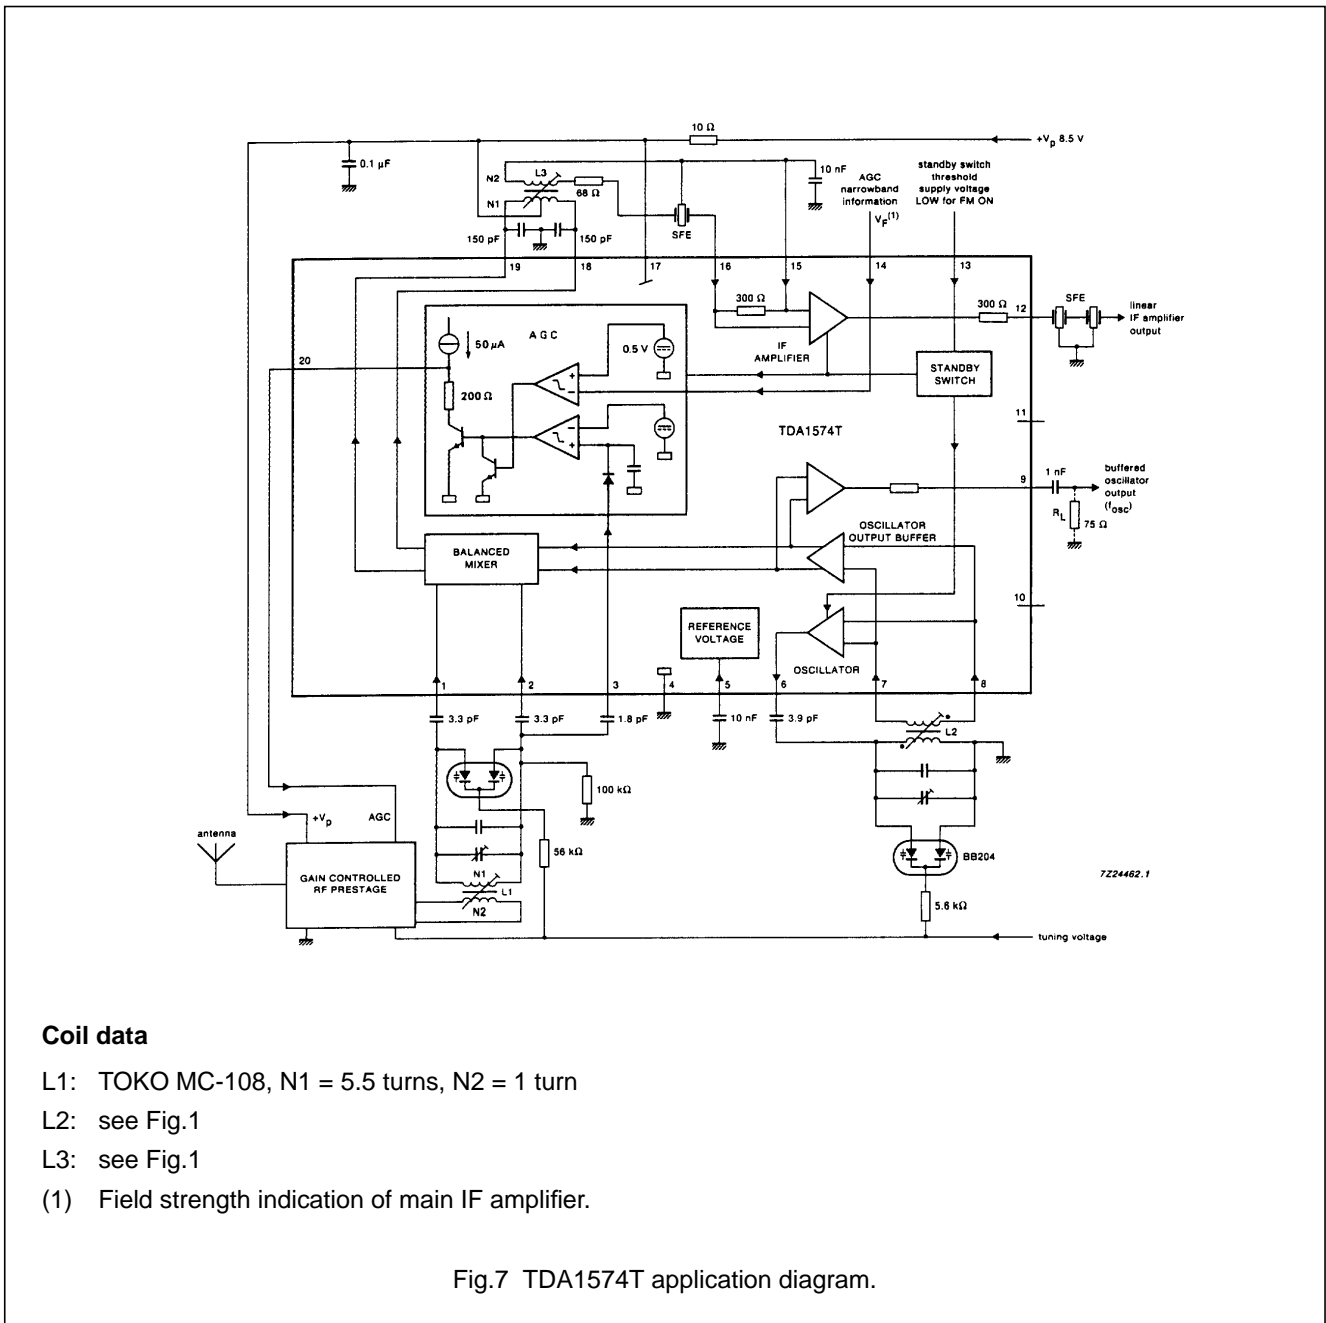 10 Ω
+Vp 8.5 V
0.1 µF
N2
L3
68 Ω
N1
SFE
10 nF
AGC
narrowband
information
VF(1)
standby switch
threshold
supply voltage
LOW for FM ON
150 pF
150 pF
19
18
17
16
15
14
13
300 Ω
IF
AMPLIFIER
300 Ω
12
SFE
linear
IF amplifier
output
20
AGC
50 µA
0.5 V
200 Ω
STANDBY
SWITCH
11
TDA1574T
9
1 nF
buffered
oscillator
output
(fosc)
RL
75 Ω
OSCILLATOR
OUTPUT BUFFER
BALANCED
MIXER
10
REFERENCE
VOLTAGE
OSCILLATOR
1
2
3
4
5
6
7
8
3.3 pF
3.3 pF
1.8 pF
10 nF
3.9 pF
L2
100 kΩ
+Vp
AGC
antenna
56 kΩ
BB204
GAIN CONTROLLED
RF PRESTAGE
N1
L1
N2
5.6 kΩ
7Z24462.1
tuning voltage
Coil data
L1: TOKO MC-108, N1 = 5.5 turns, N2 = 1 turn
L2: see Fig.1
L3: see Fig.1
(1) Field strength indication of main IF amplifier.
Fig.7 TDA1574T application diagram.